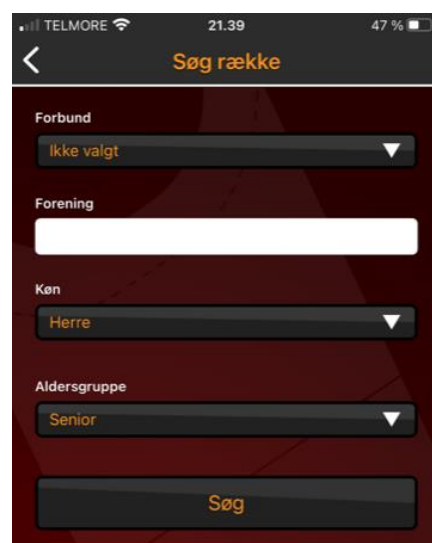 TELMORE 21.39 47 %
Søg række
Forbund
Ikke valgt
Forening
Køn
Herre
Aldersgruppe
Senior
Søg